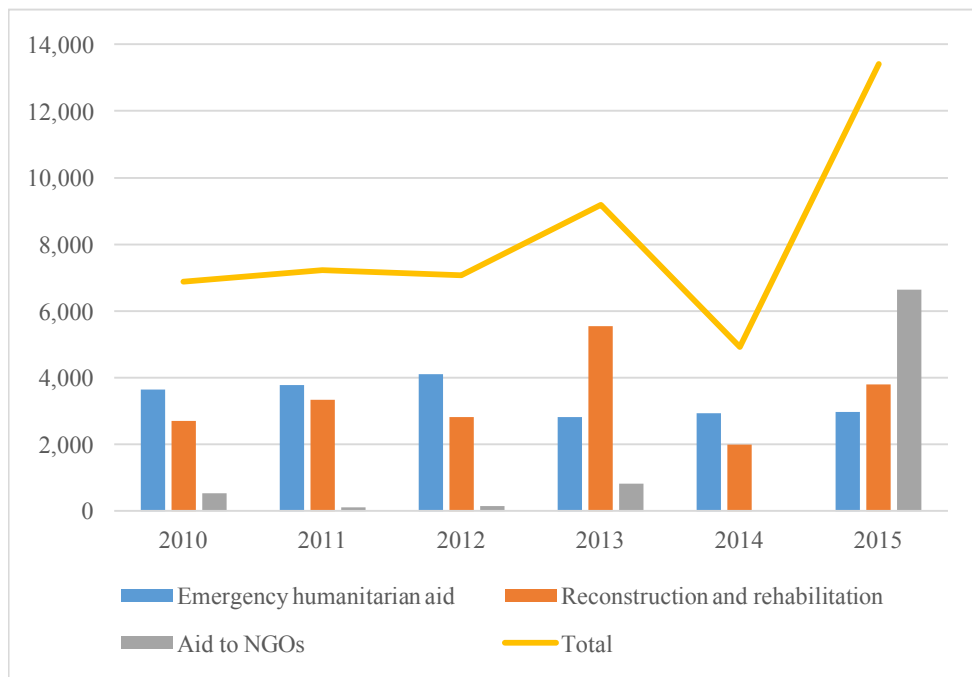 14,000
12,000
10,000
8,000
6,000
4,000
2,000
0
2010 2011 2012 2013 2014 2015
Emergency humanitarian aid Reconstruction and rehabilitation
Aid to NGOs Total